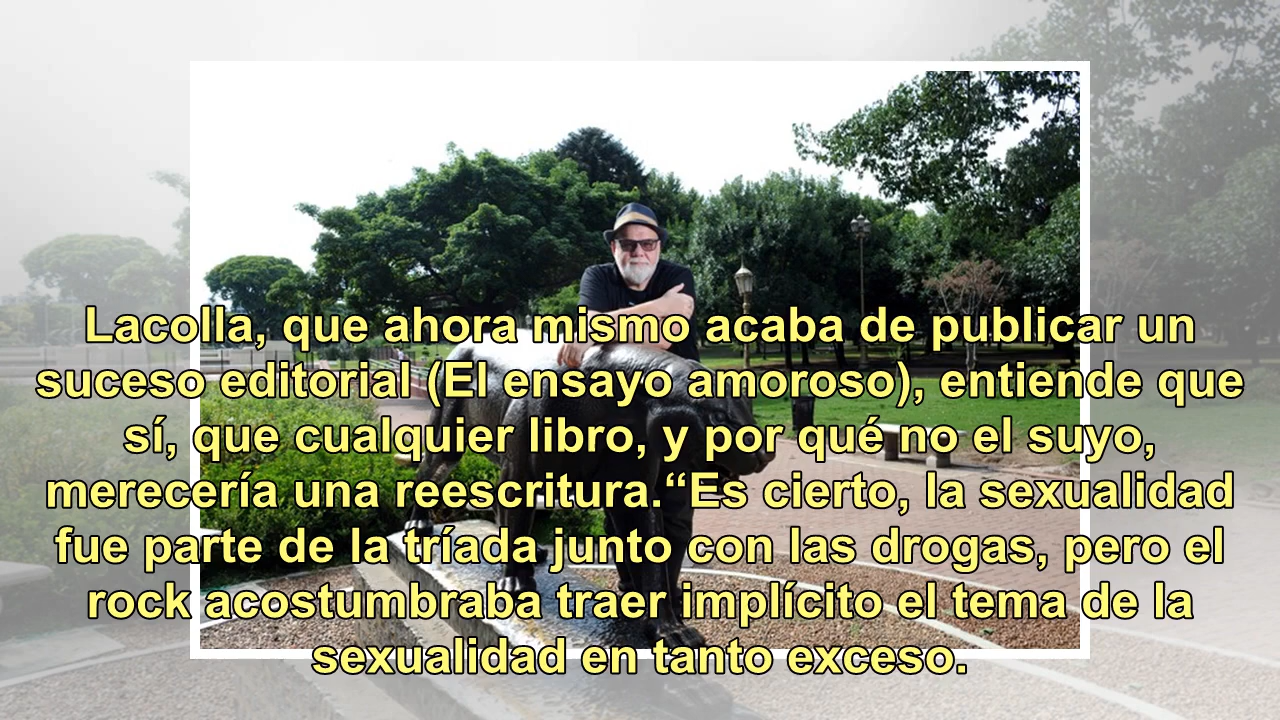 Lacolla, que ahora mismo acaba de publicar un
suceso editorial (El ensayo amoroso), entiende que
sí, que cualquier libro, y por qué no el suyo,
merecería una reescritura.“Es cierto, la sexualidad
fue parte de la tríada junto con las drogas, pero el
rock acostumbraba traer implícito el tema de la
sexualidad en tanto exceso.